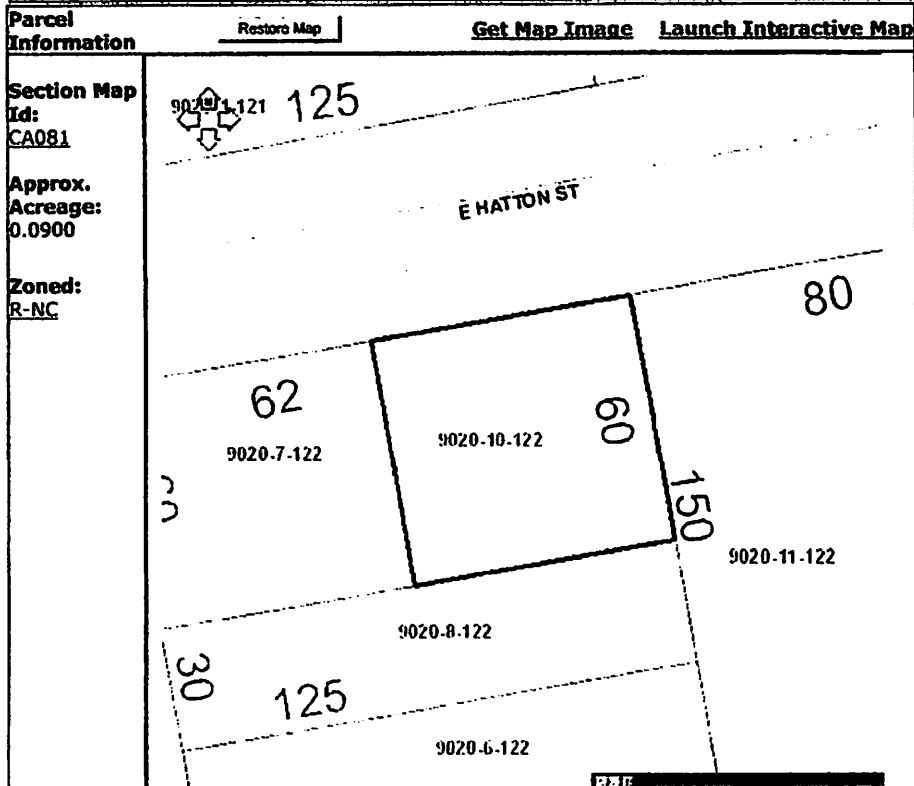 Parcel
Information
Restore Map
Get Map Image
Launch Interactive Map
Section Map
Id:
CA081
Approx.
Acreage:
0.0900
Zoned:
R-NC
125
E HATTON ST
80
62
9020-7-122
9020-10-122
60
150
9020-11-122
9020-8-122
30
125
9020-6-122